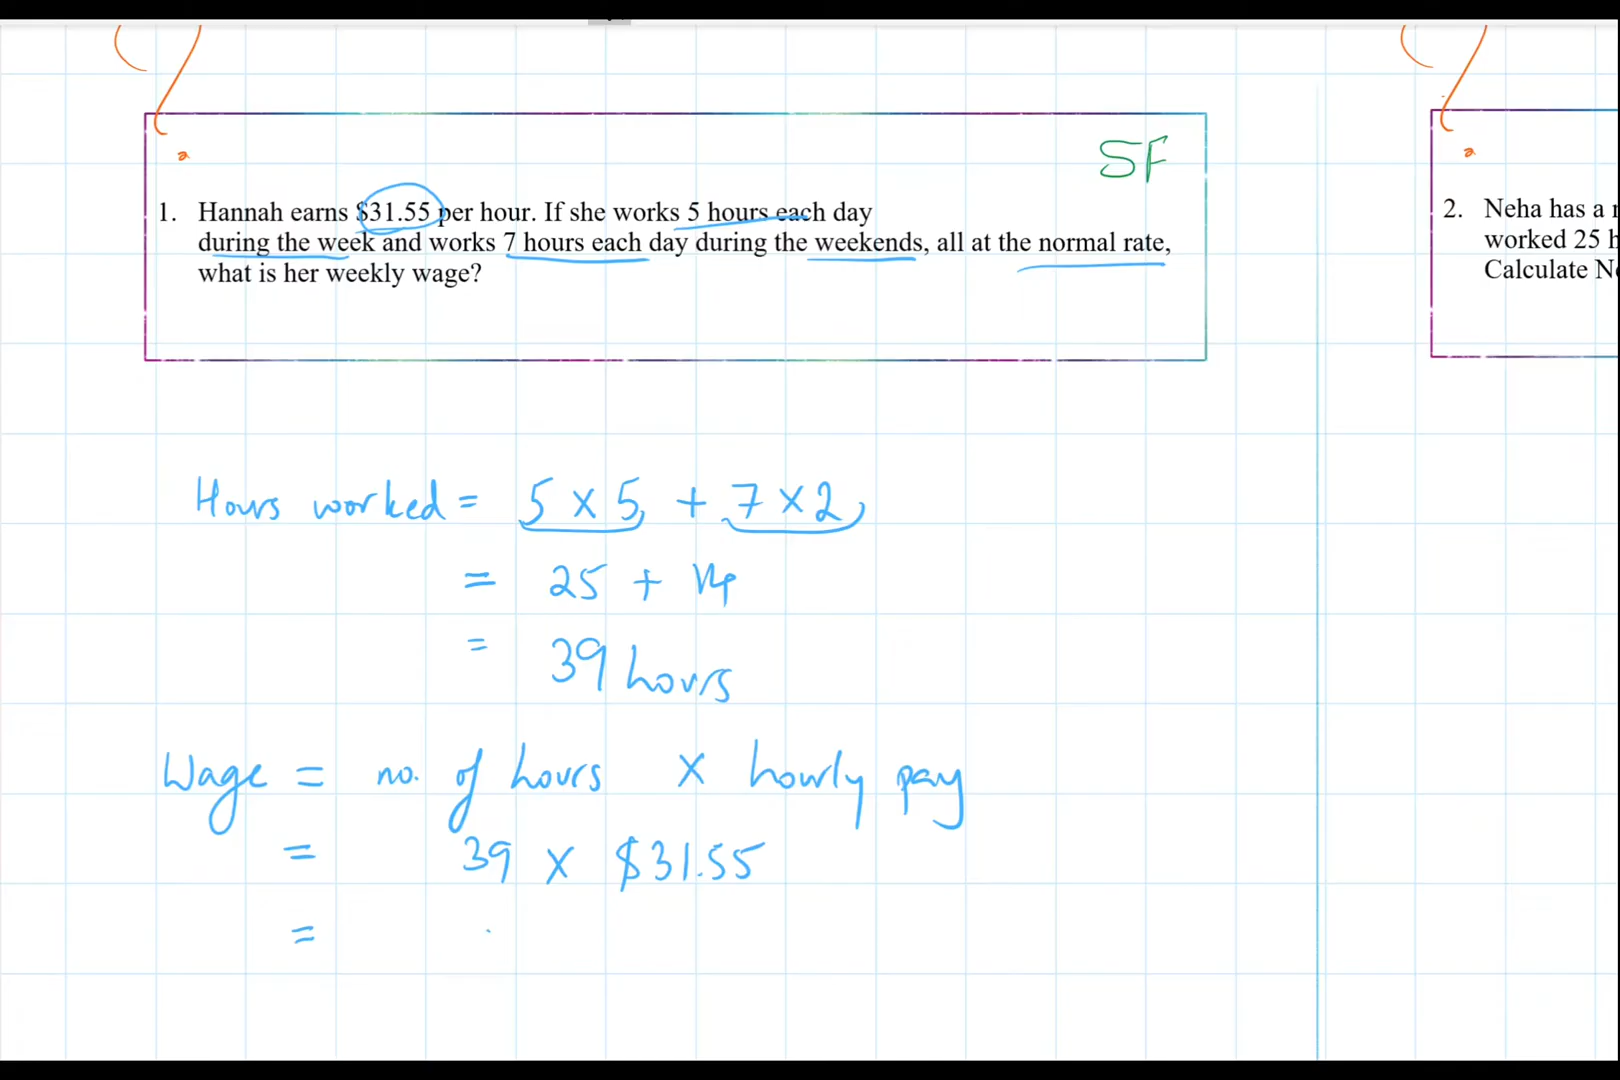 SF
1. Hannah earns $31.55 per hour. If she works 5 hours each day
during the week and works 7 hours each day during the weekends, all at the normal rate,
what is her weekly wage?
2. Neha has a
worked 25
Calculate
Hours worked = 5 × 5 + 7 × 2
= 25 + 14
= 39 hours
Wage = no. of hours × hourly pay
= 39 × $31.55
=